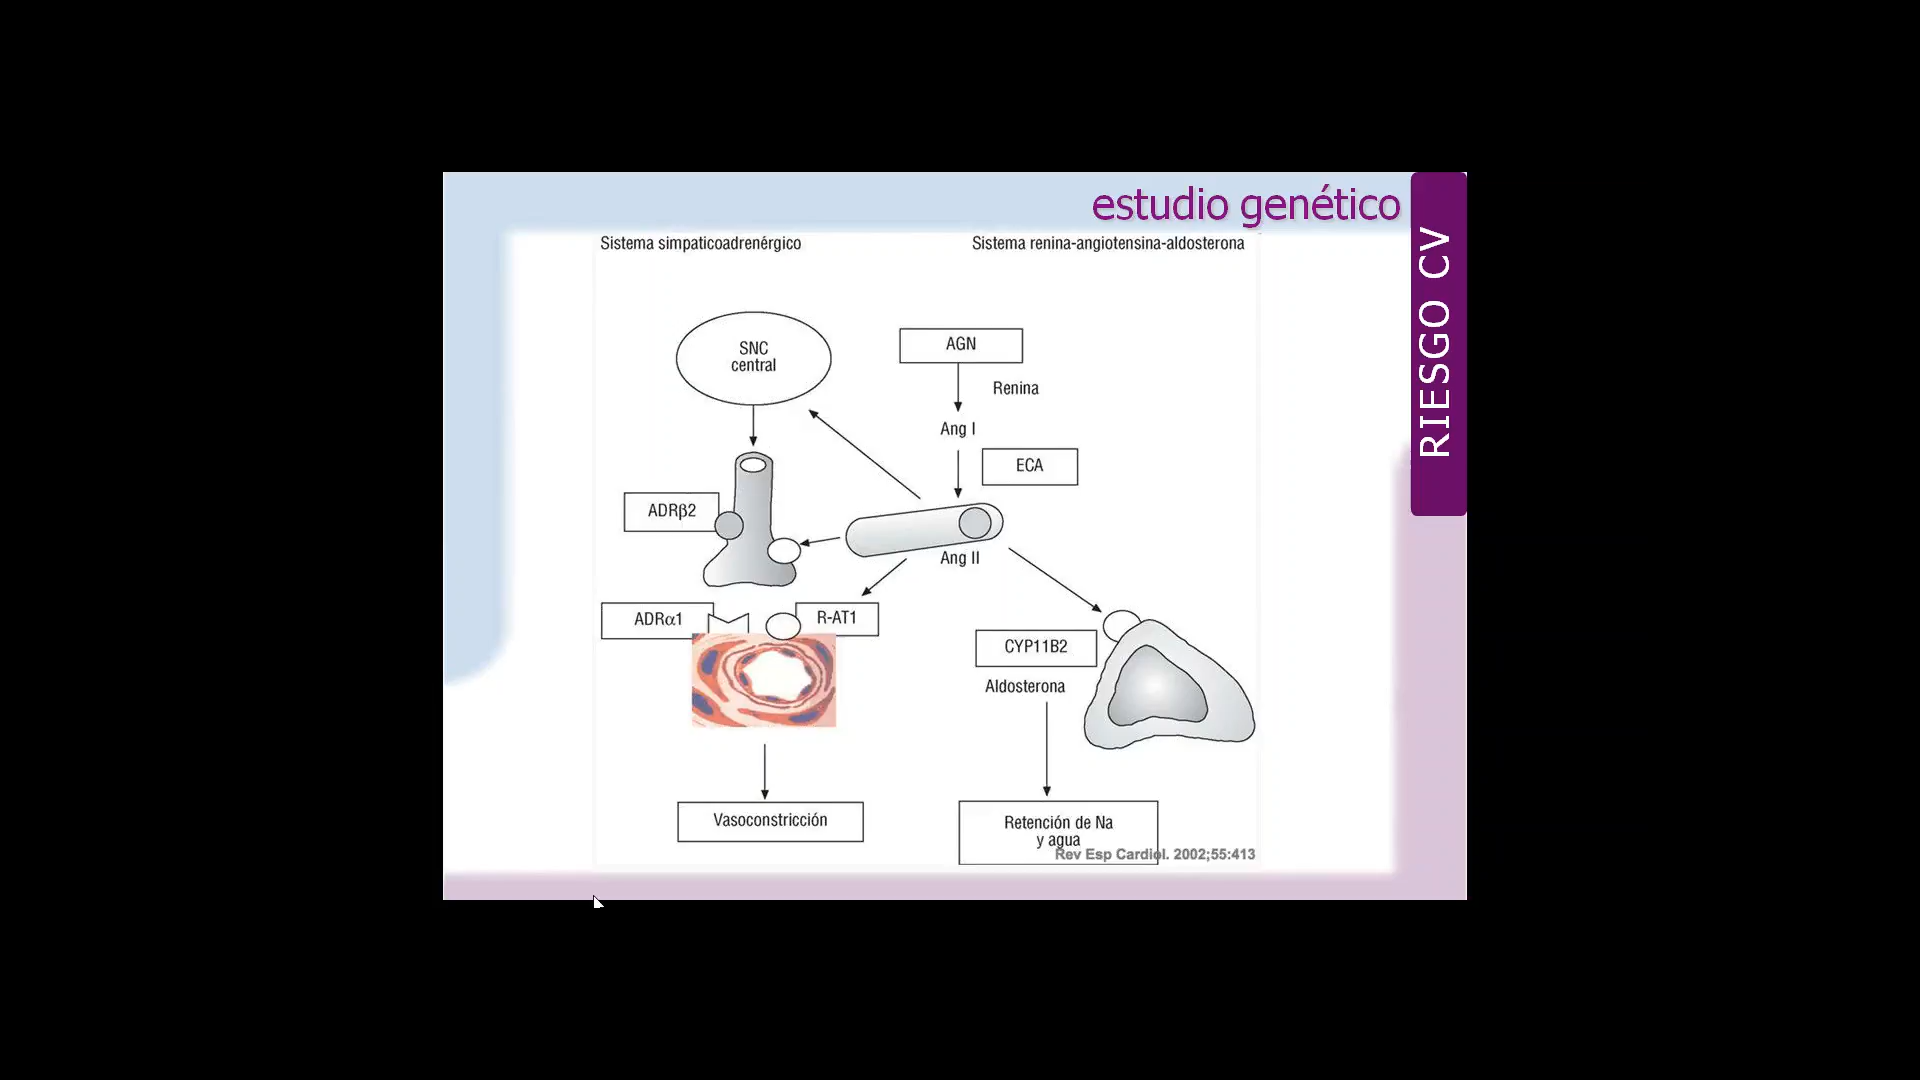 estudio genético
RIESGO CV
Sistema simpaticoadrenérgico
Sistema renina-angiotensina-aldosterona
SNC
central
AGN
Renina
Ang I
ECA
ADRβ2
Ang II
ADRα1
R-AT1
CYP11B2
Aldosterona
Vasoconstricción
Retención de Na
y agua
Rev Esp Cardiol. 2002;55:413